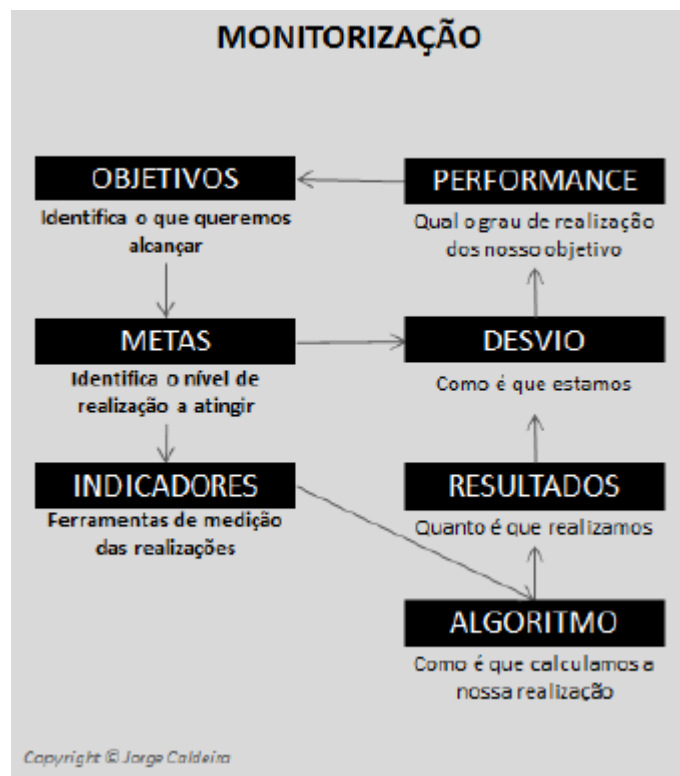 MONITORIZAÇÃO
OBJETIVOS
Identifica o que queremos
alcançar
METAS
Identifica o nível de
realização a atingir
INDICADORES
Ferramentas de medição
das realizações
PERFORMANCE
Qual o grau de realização
dos nosso objetivo
DESVIO
Como é que estamos
RESULTADOS
Quanto é que realizamos
ALGORITMO
Como é que calculamos a
nossa realização
Copyright © Jorge Caldeira